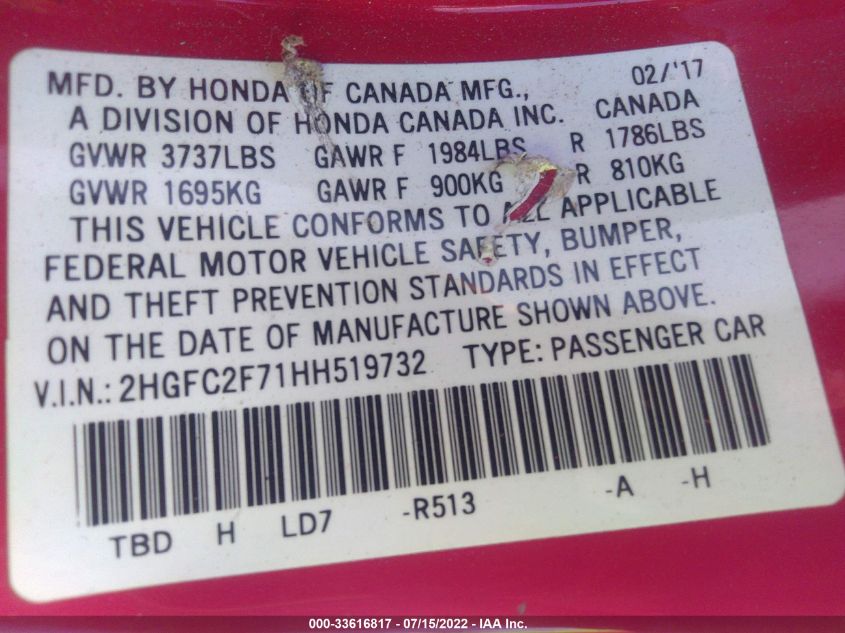 MFD. BY HONDA OF CANADA MFG., 02/'17
A DIVISION OF HONDA CANADA INC. CANADA
GVWR 3737LBS GAWR F 1984LBS R 1786LBS
GVWR 1695KG GAWR F 900KG R 810KG
THIS VEHICLE CONFORMS TO ALL APPLICABLE
FEDERAL MOTOR VEHICLE SAFETY, BUMPER,
AND THEFT PREVENTION STANDARDS IN EFFECT
ON THE DATE OF MANUFACTURE SHOWN ABOVE.
V.I.N.: 2HGFC2F71HH519732 TYPE: PASSENGER CAR
TBD H LD7 -R513 -A -H
000-33616817 - 07/15/2022 - IAA Inc.